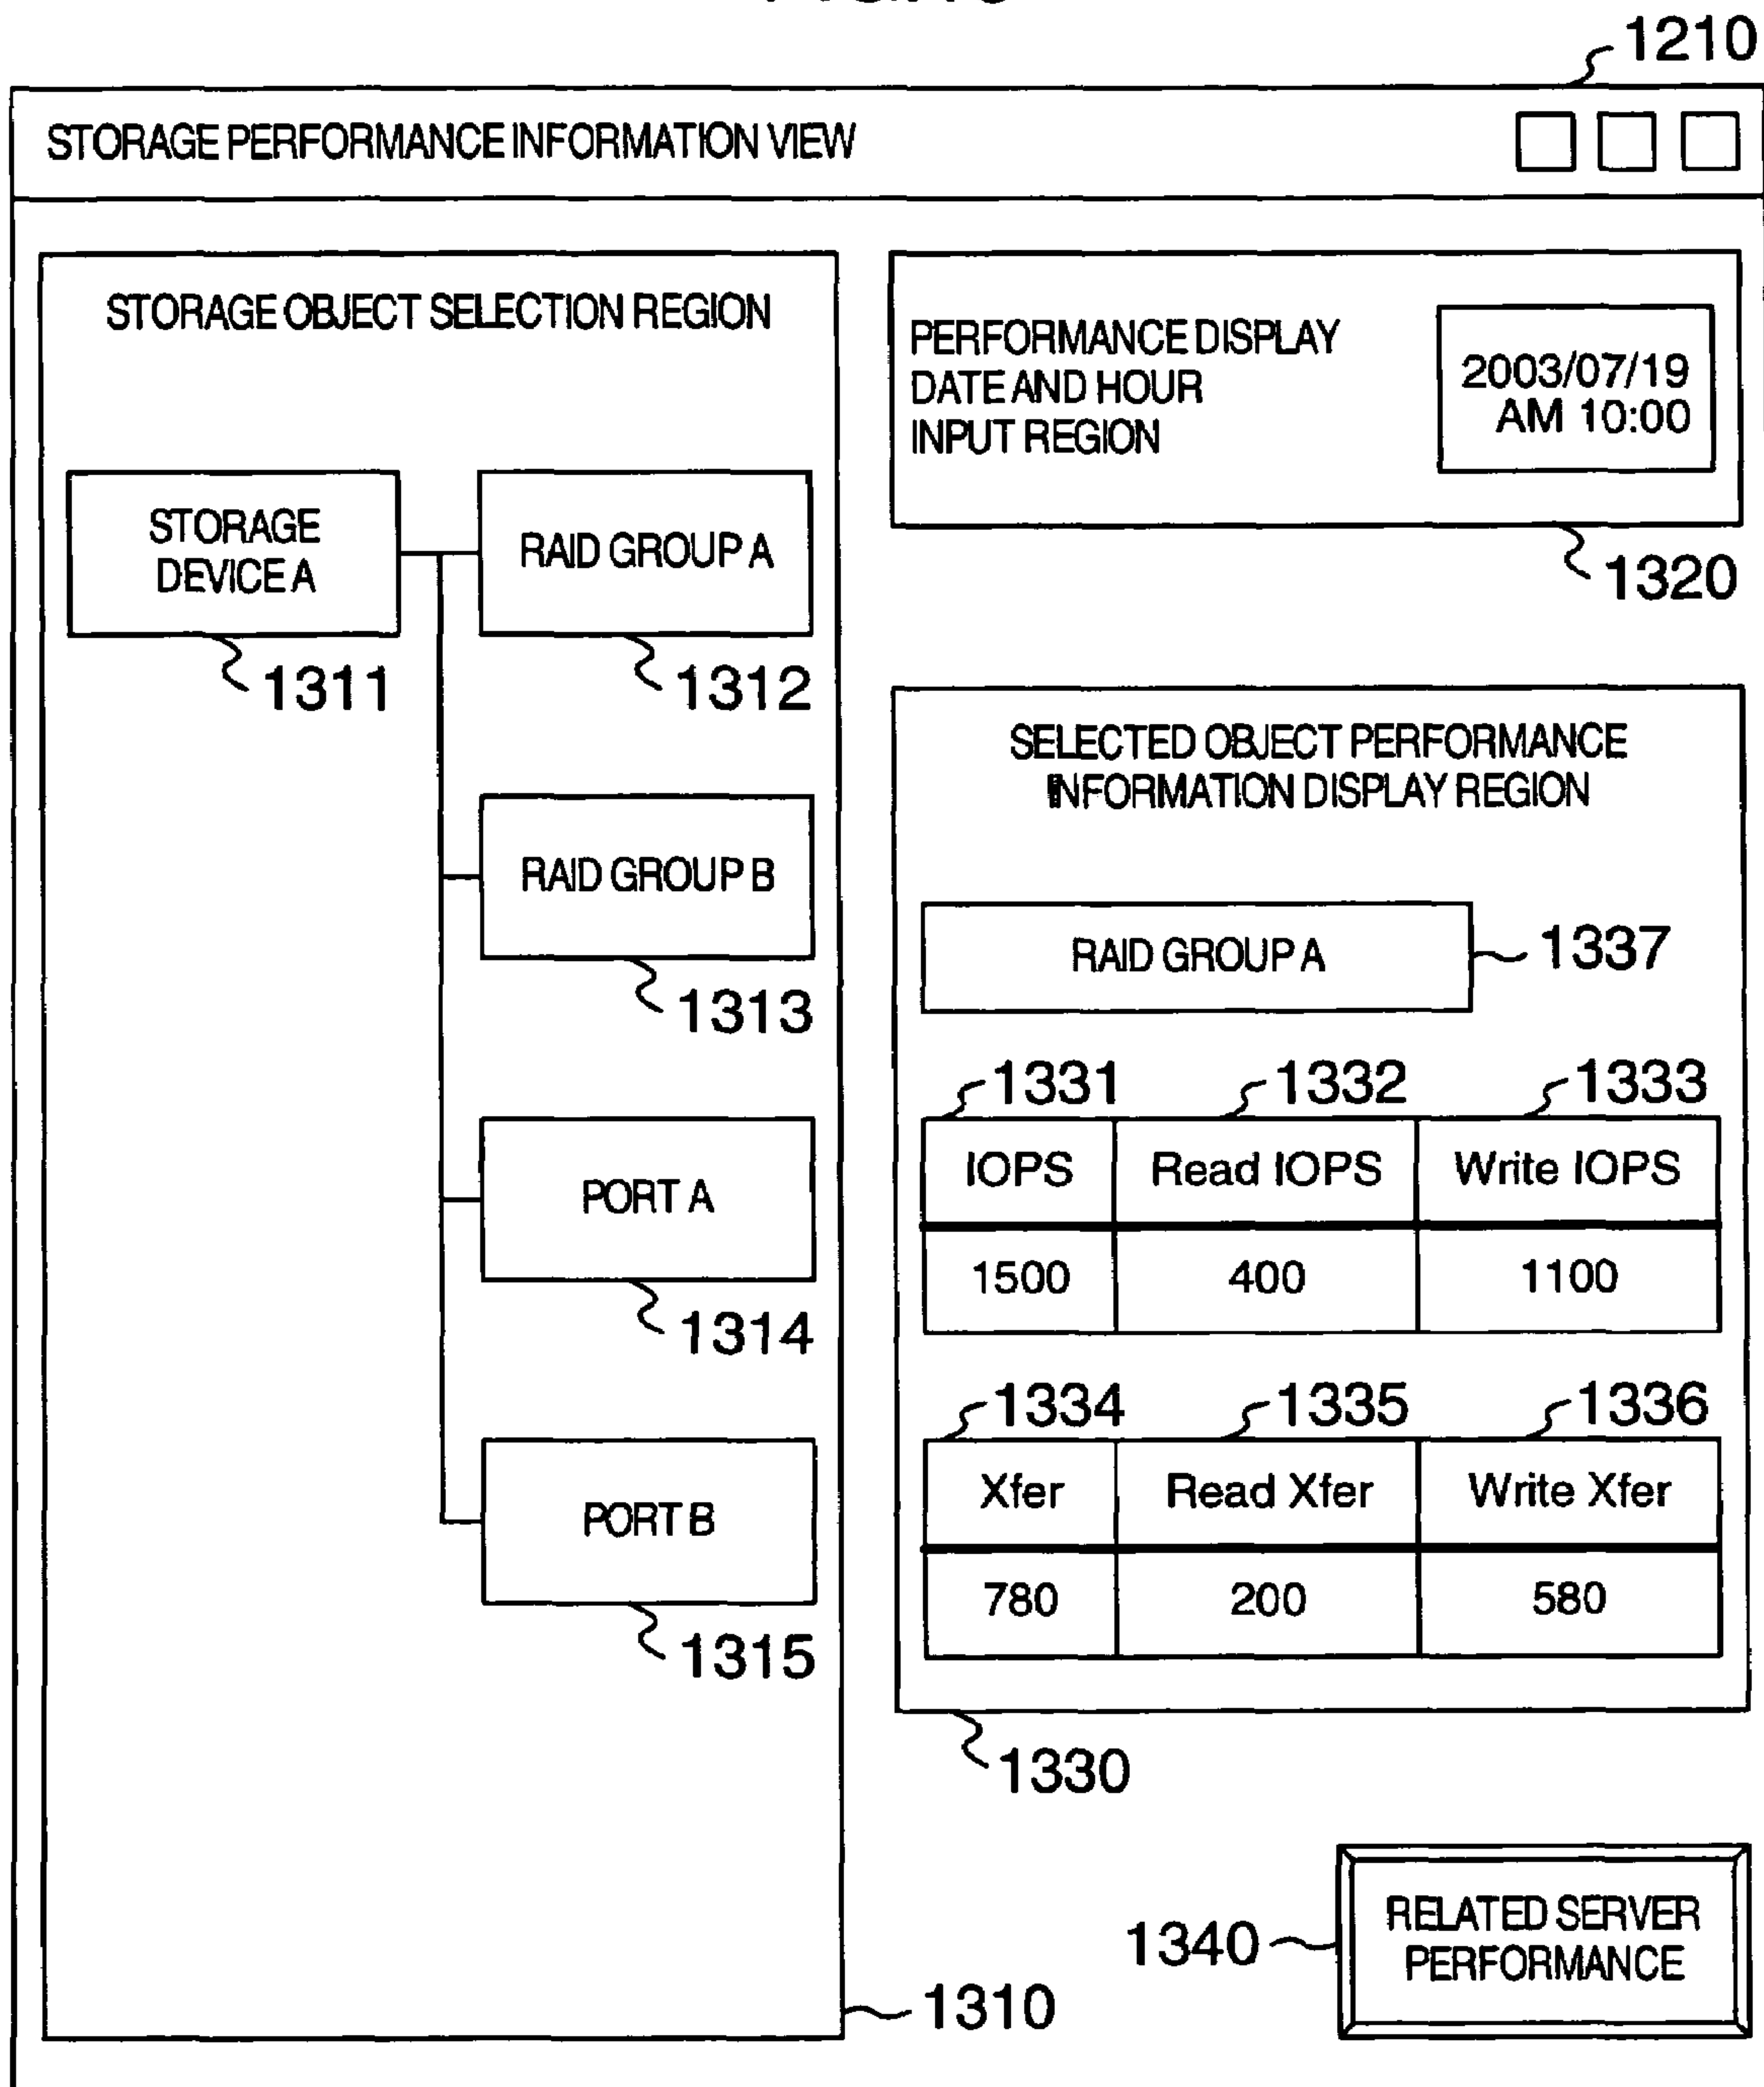 1210
STORAGE PERFORMANCE INFORMATION VIEW
STORAGE OBJECT SELECTION REGION
STORAGE
DEVICE A
1311
RAID GROUP A
1312
RAID GROUP B
1313
PORT A
1314
PORT B
1315
1310
PERFORMANCE DISPLAY
DATE AND HOUR
INPUT REGION
2003/07/19
AM 10:00
1320
SELECTED OBJECT PERFORMANCE
INFORMATION DISPLAY REGION
RAID GROUP A
1337
1331 1332 1333
IOPS Read IOPS Write IOPS
1500 400 1100
1334 1335 1336
Xfer Read Xfer Write Xfer
780 200 580
1330
1340
RELATED SERVER
PERFORMANCE